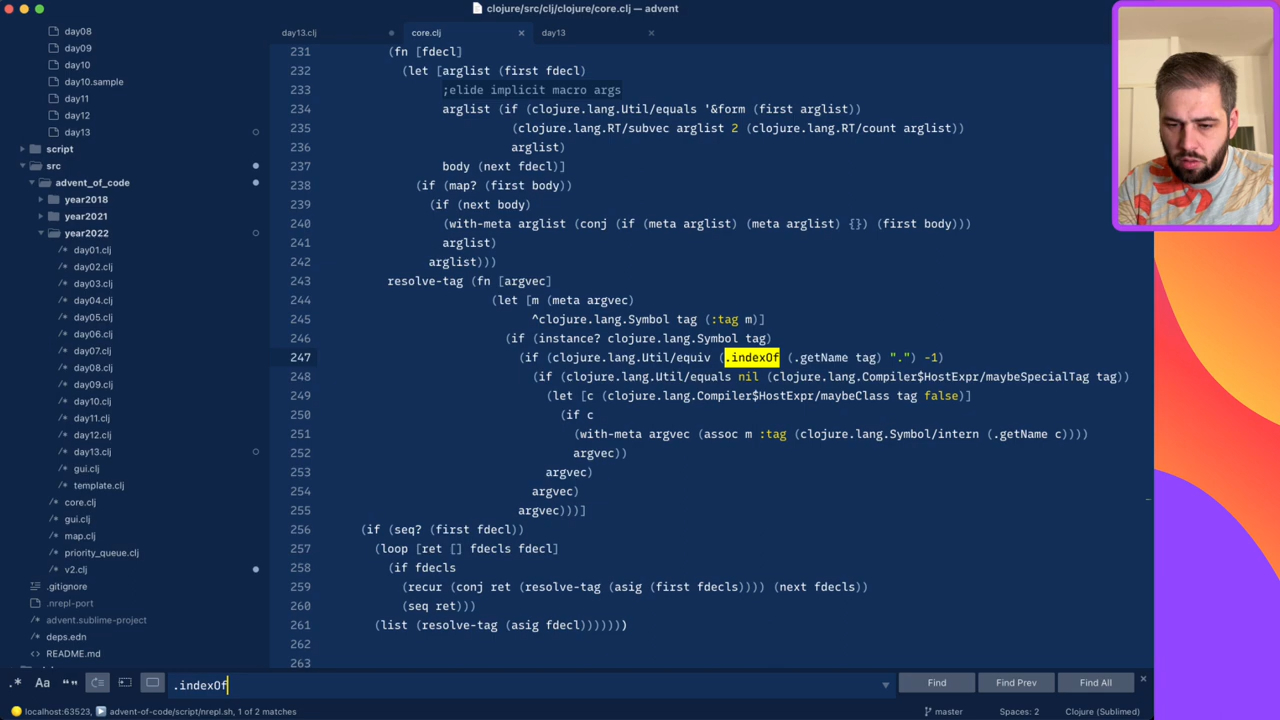 clojure/src/clj/clojure/core.clj — advent
day08
day09
day10
day10.sample
day11
day12
day13
script
src
advent_of_code
year2018
year2021
year2022
day01.clj
day02.clj
day03.clj
day04.clj
day05.clj
day06.clj
day07.clj
day08.clj
day09.clj
day10.clj
day11.clj
day12.clj
day13.clj
gui.clj
template.clj
core.clj
gui.clj
map.clj
priority_queue.clj
v2.clj
.gitignore
.nrepl-port
advent.sublime-project
deps.edn
README.md
day13.clj core.clj day13
231 (fn [fdecl]
232 (let [arglist (first fdecl)
233 ;elide implicit macro args
234 arglist (if (clojure.lang.Util/equals '&form (first arglist))
235 (clojure.lang.RT/subvec arglist 2 (clojure.lang.RT/count arglist))
236 arglist)
237 body (next fdecl)]
238 (if (map? (first body))
239 (if (next body)
240 (with-meta arglist (conj (if (meta arglist) (meta arglist) {}) (first body)))
241 arglist)
242 arglist)))
243 resolve-tag (fn [argvec]
244 (let [m (meta argvec)
245 ^clojure.lang.Symbol tag (:tag m)]
246 (if (instance? clojure.lang.Symbol tag)
247 (if (clojure.lang.Util/equiv (.indexOf (.getName tag) ".") -1)
248 (if (clojure.lang.Util/equals nil (clojure.lang.Compiler$HostExpr/maybeSpecialTag tag))
249 (let [c (clojure.lang.Compiler$HostExpr/maybeClass tag false)]
250 (if c
251 (with-meta argvec (assoc m :tag (clojure.lang.Symbol/intern (.getName c))))
252 argvec))
253 argvec)
254 argvec)
255 argvec)))]
256 (if (seq? (first fdecl))
257 (loop [ret [] fdecls fdecl]
258 (if fdecls
259 (recur (conj ret (resolve-tag (asig (first fdecls)))) (next fdecls))
260 (seq ret)))
261 (list (resolve-tag (asig fdecl))))))
262
263
.* Aa “” .indexOf Find Find Prev Find All
localhost:63523, advent-of-code/script/nrepl.sh, 1 of 2 matches master Spaces: 2 Clojure (Sublimed)